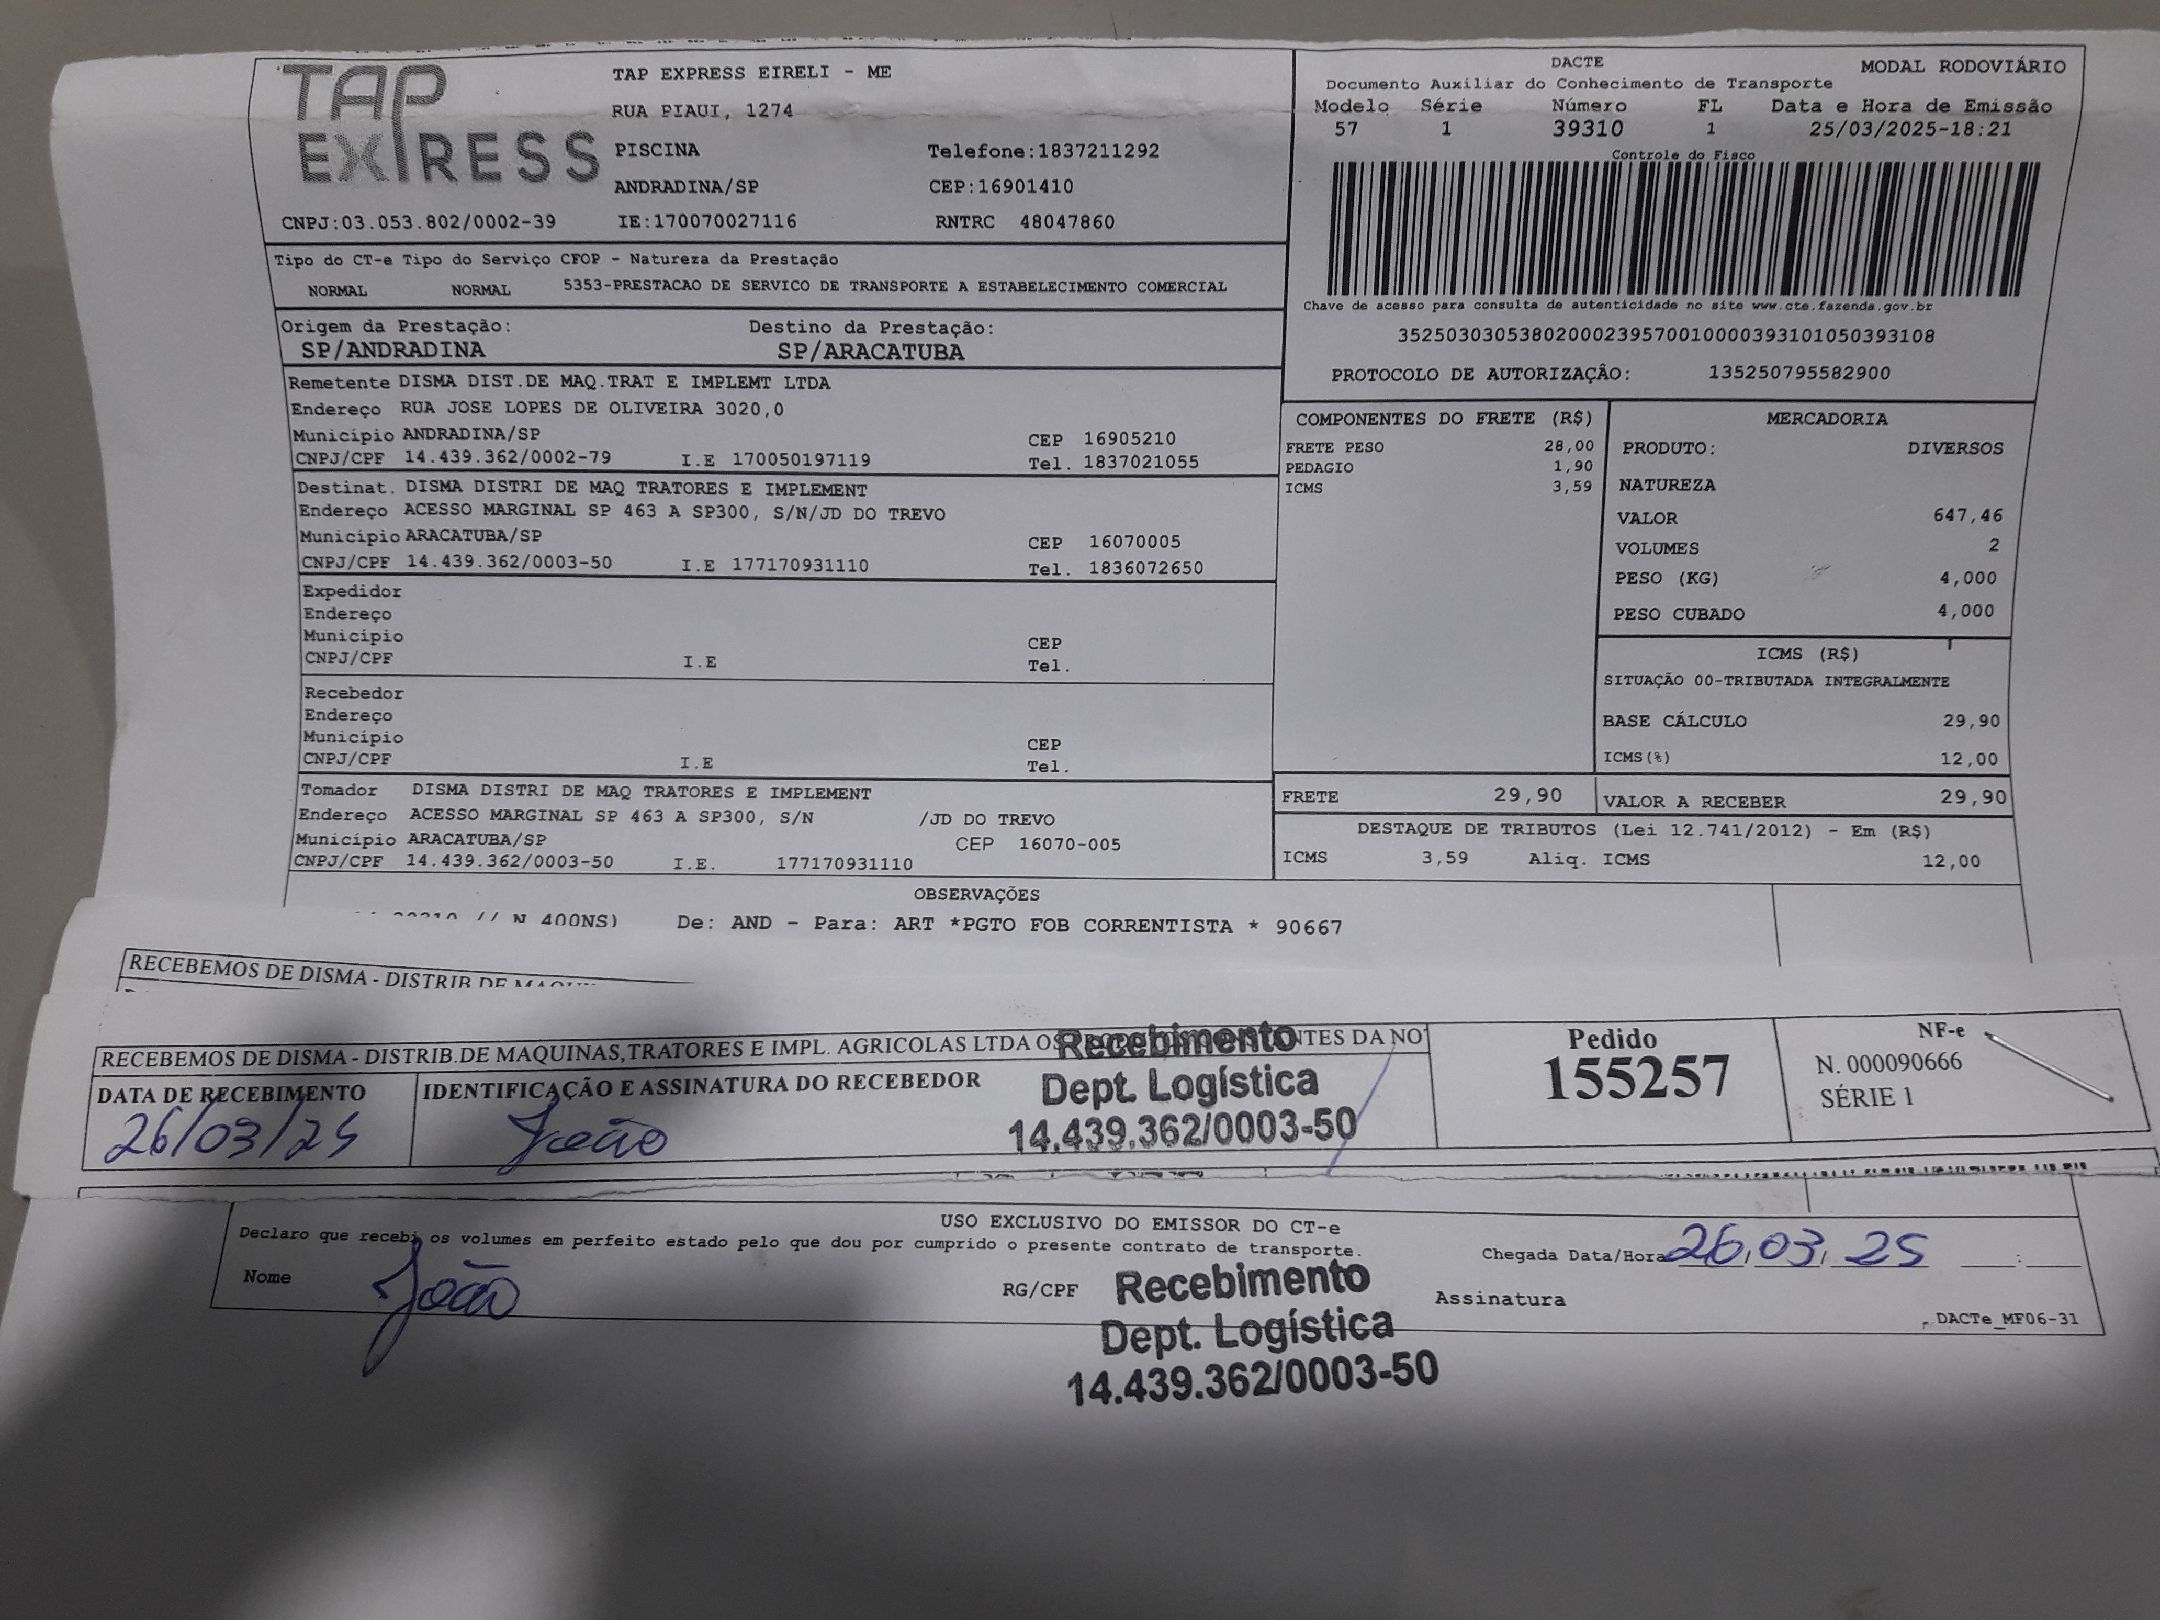 TAP EXPRESS
TAP EXPRESS EIRELI - ME
RUA PIAUI, 1274
PISCINA Telefone:1837211292
ANDRADINA/SP CEP:16901410
CNPJ:03.053.802/0002-39 IE:170070027116 RNTRC 48047860
DACTE MODAL RODOVIÁRIO
Documento Auxiliar do Conhecimento de Transporte
Modelo Série Número FL Data e Hora de Emissão
57 1 39310 1 25/03/2025-18:21
Controle do Fisco
Chave de acesso para consulta de autenticidade no site www.cte.fazenda.gov.br
35250303053802000239570010000393101050393108
PROTOCOLO DE AUTORIZAÇÃO: 135250795582900
Tipo do CT-e Tipo do Serviço CFOP - Natureza da Prestação
NORMAL NORMAL 5353-PRESTACAO DE SERVICO DE TRANSPORTE A ESTABELECIMENTO COMERCIAL
Origem da Prestação: Destino da Prestação:
SP/ANDRADINA SP/ARACATUBA
Remetente DISMA DIST.DE MAQ.TRAT E IMPLEMT LTDA
Endereço RUA JOSE LOPES DE OLIVEIRA 3020,0
Município ANDRADINA/SP CEP 16905210
CNPJ/CPF 14.439.362/0002-79 I.E 170050197119 Tel. 1837021055
Destinat. DISMA DISTRI DE MAQ TRATORES E IMPLEMENT
Endereço ACESSO MARGINAL SP 463 A SP300, S/N/JD DO TREVO
Município ARACATUBA/SP CEP 16070005
CNPJ/CPF 14.439.362/0003-50 I.E 177170931110 Tel. 1836072650
Expedidor
Endereço
Município CEP
CNPJ/CPF I.E Tel.
Recebedor
Endereço
Município CEP
CNPJ/CPF I.E Tel.
Tomador DISMA DISTRI DE MAQ TRATORES E IMPLEMENT
Endereço ACESSO MARGINAL SP 463 A SP300, S/N /JD DO TREVO
Município ARACATUBA/SP CEP 16070-005
CNPJ/CPF 14.439.362/0003-50 I.E. 177170931110
COMPONENTES DO FRETE (R$)
FRETE PESO 28,00
PEDAGIO 1,90
ICMS 3,59
MERCADORIA
PRODUTO: DIVERSOS
NATUREZA
VALOR 647,46
VOLUMES 2
PESO (KG) 4,000
PESO CUBADO 4,000
ICMS (R$)
SITUAÇÃO 00-TRIBUTADA INTEGRALMENTE
BASE CÁLCULO 29,90
ICMS(%) 12,00
FRETE 29,90 VALOR A RECEBER 29,90
DESTAQUE DE TRIBUTOS (Lei 12.741/2012) - Em (R$)
ICMS 3,59 Aliq. ICMS 12,00
OBSERVAÇÕES
// N 400NS) De: AND - Para: ART *PGTO FOB CORRENTISTA * 90667
RECEBEMOS DE DISMA - DISTRIB.DE
RECEBEMOS DE DISMA - DISTRIB.DE MAQUINAS,TRATORES E IMPL. AGRICOLAS LTDA OS NTES DA NO
DATA DE RECEBIMENTO IDENTIFICAÇÃO E ASSINATURA DO RECEBEDOR
26/03/25 João
Recebimento
Dept. Logística
14.439.362/0003-50
Pedido
155257
NF-e
N. 000090666
SÉRIE 1
USO EXCLUSIVO DO EMISSOR DO CT-e
Declaro que recebi os volumes em perfeito estado pelo que dou por cumprido o presente contrato de transporte.
Chegada Data/Hora 26,03,25 :
Nome João RG/CPF Assinatura
Recebimento
Dept. Logística
14.439.362/0003-50
DACTe_MF06-31